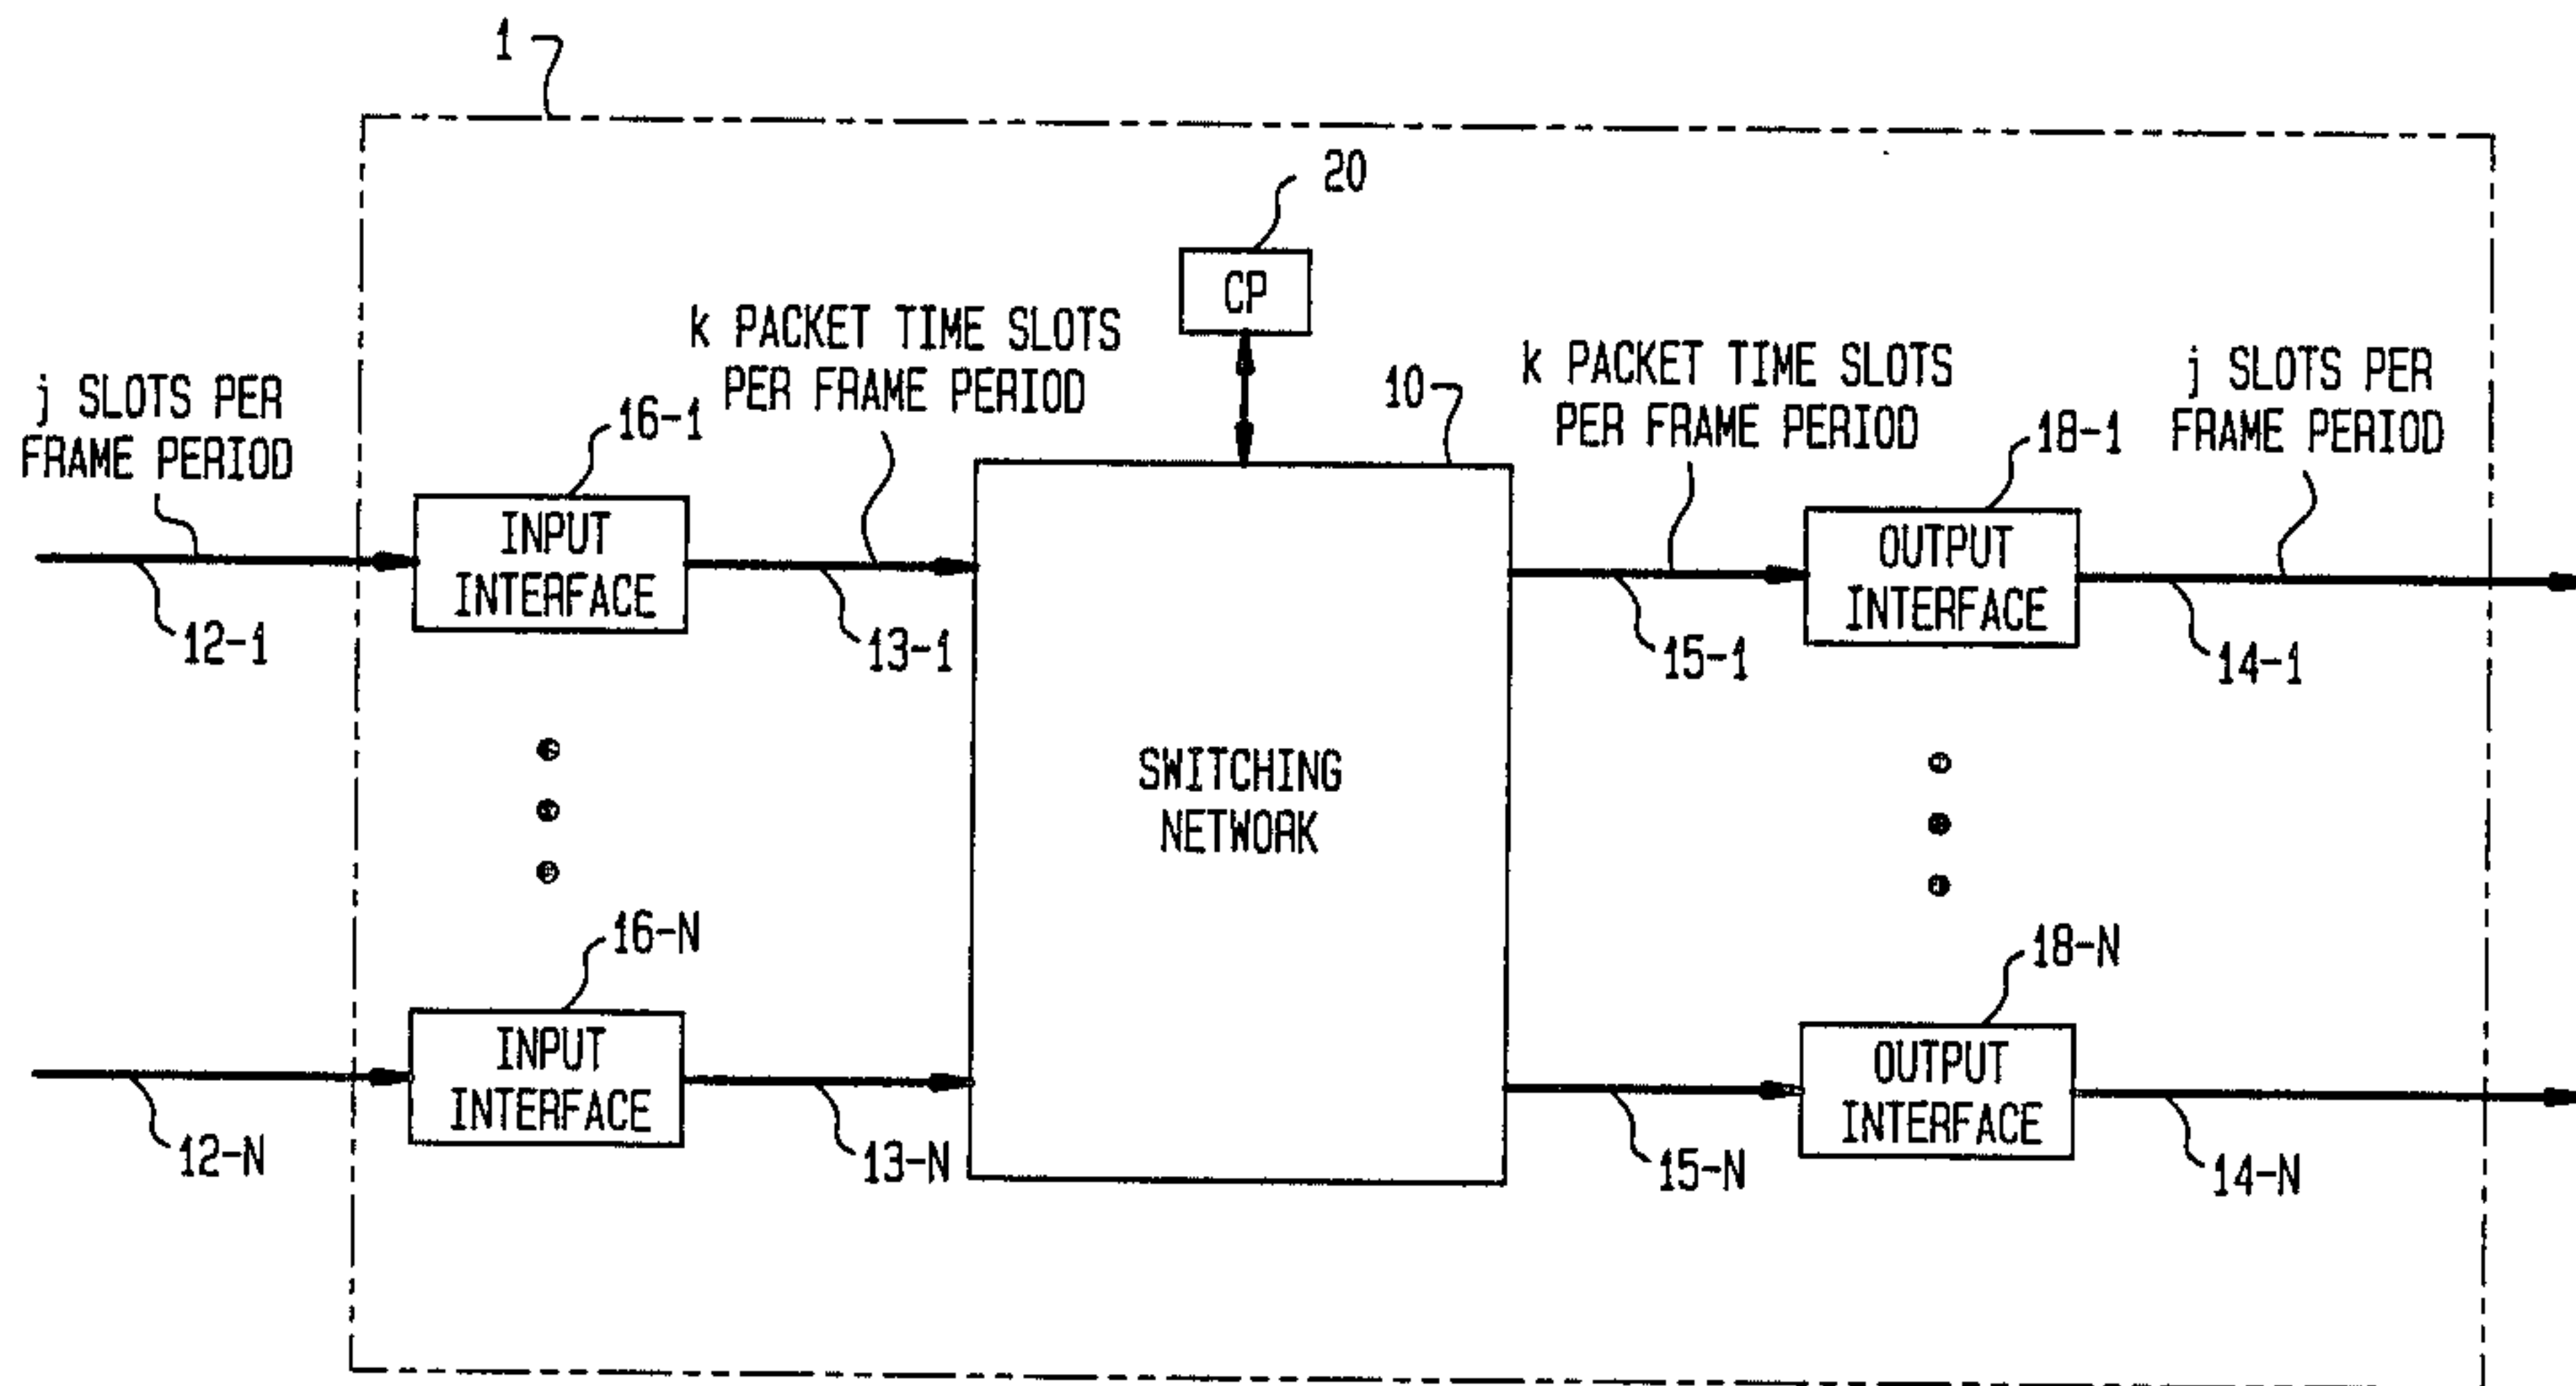 1
20
CP
k PACKET TIME SLOTS
PER FRAME PERIOD
k PACKET TIME SLOTS
PER FRAME PERIOD
j SLOTS PER
FRAME PERIOD
j SLOTS PER
FRAME PERIOD
10
16-1
18-1
INPUT
INTERFACE
OUTPUT
INTERFACE
12-1
13-1
15-1
14-1
SWITCHING
NETWORK
16-N
18-N
INPUT
INTERFACE
OUTPUT
INTERFACE
12-N
13-N
15-N
14-N